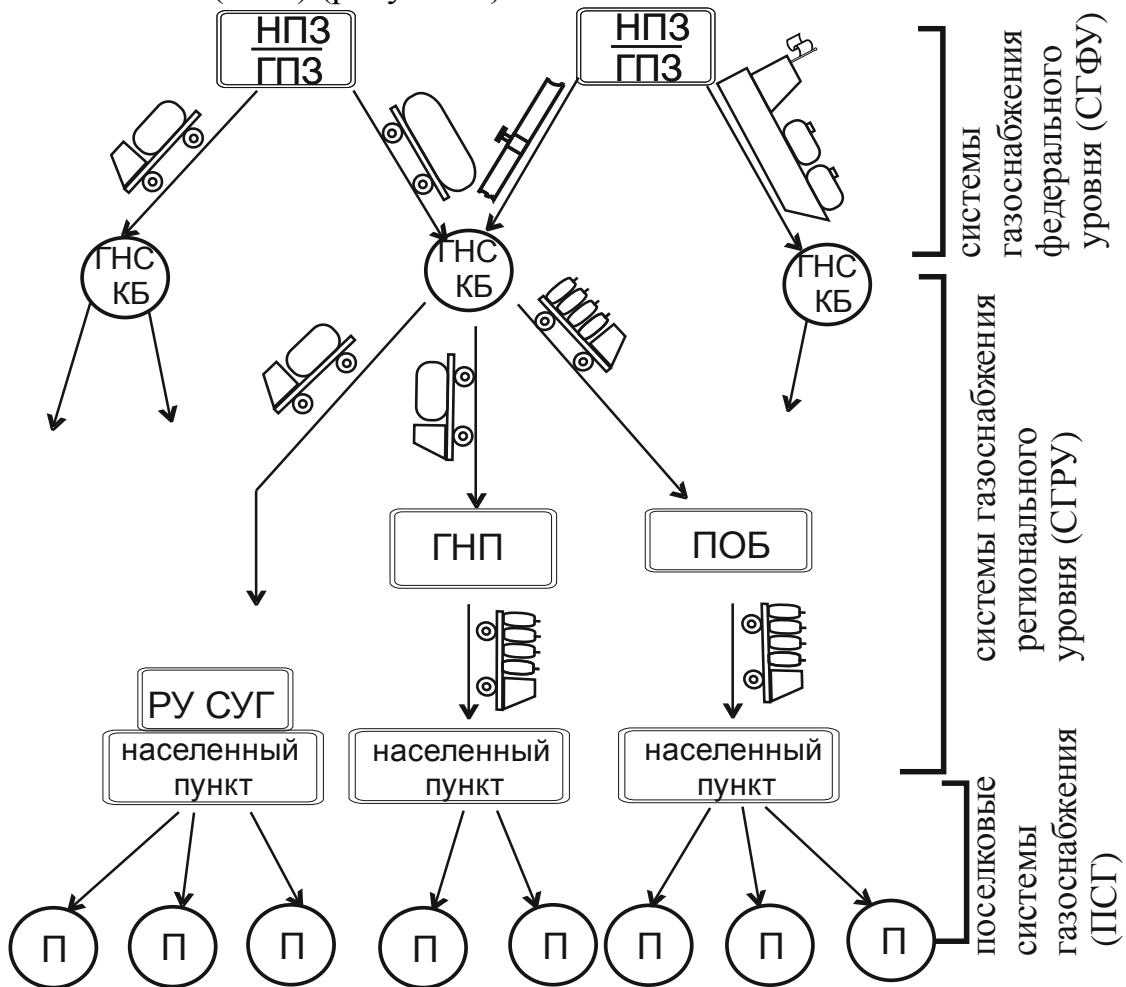 НПЗ
ГПЗ
НПЗ
ГПЗ
ГНС
КБ
ГНС
КБ
ГНС
КБ
ГНП
ПОБ
РУ СУГ
населенный
пункт
населенный
пункт
населенный
пункт
П
П
П
П
П
П
П
П
системы
газоснабжения
федерального
уровня (СГФУ)
системы газоснабжения
регионального
уровня (СГРУ)
поселковые
системы
газоснабжения
(ПСГ)